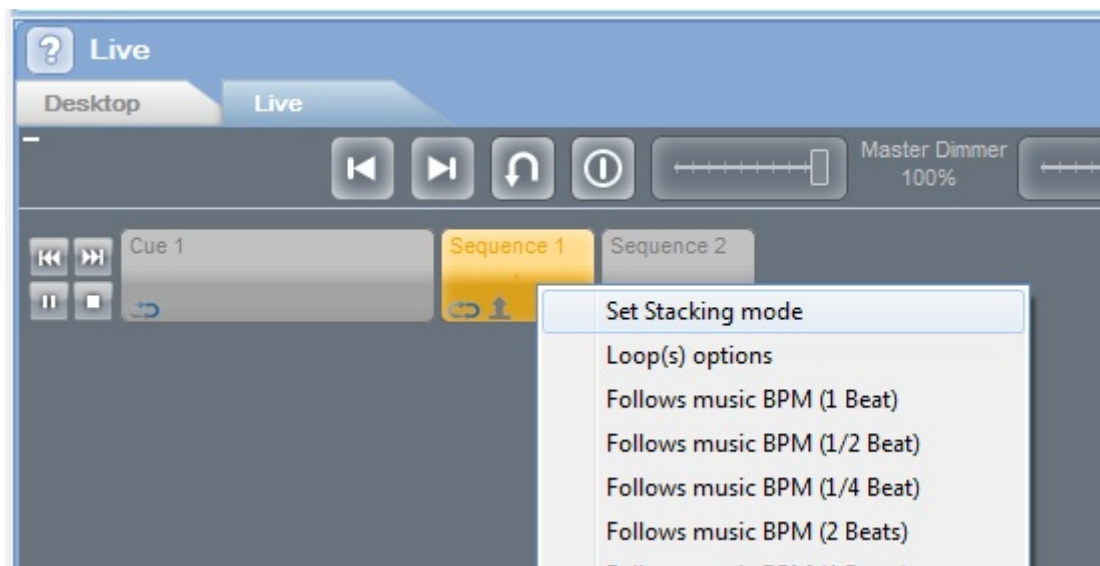 ? Live
Desktop Live
Master Dimmer
100%
Cue 1
Sequence 1
Sequence 2
Set Stacking mode
Loop(s) options
Follows music BPM (1 Beat)
Follows music BPM (1/2 Beat)
Follows music BPM (1/4 Beat)
Follows music BPM (2 Beats)